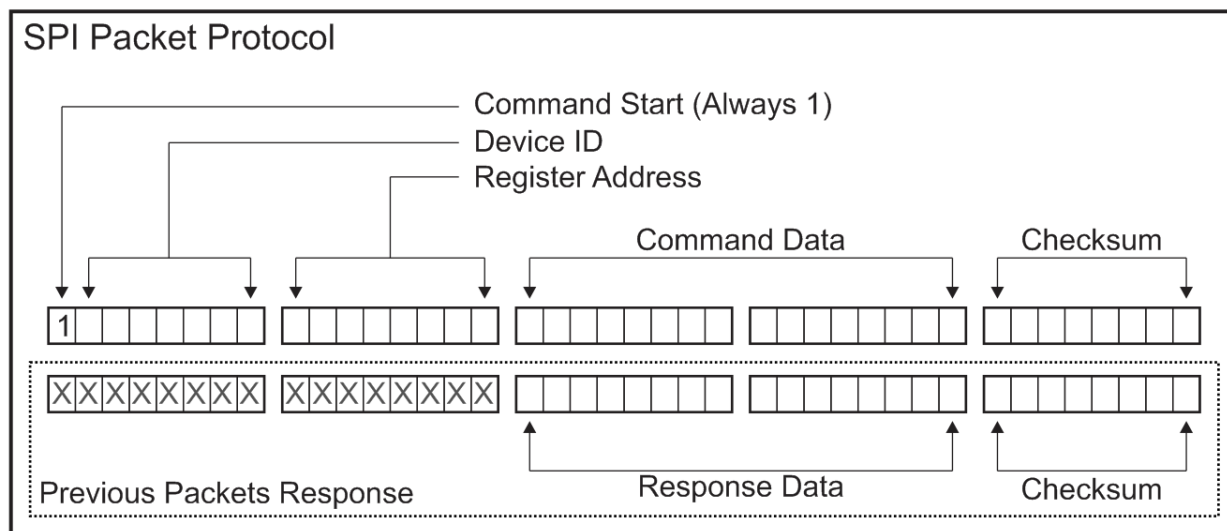 SPI Packet Protocol
Command Start (Always 1)
Device ID
Register Address
Command Data
Checksum
1
XXXXXXXX XXXXXXXX
Response Data
Checksum
Previous Packets Response